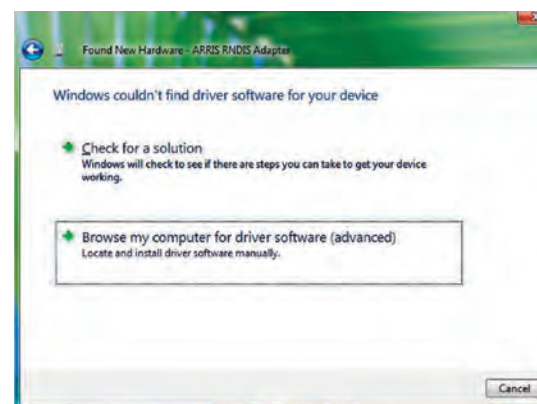 Found New Hardware - ARRIS RNDIS Adapter
Windows couldn't find driver software for your device
Check for a solution
Windows will check to see if there are steps you can take to get your device
working.
Browse my computer for driver software (advanced)
Locate and install driver software manually.
Cancel